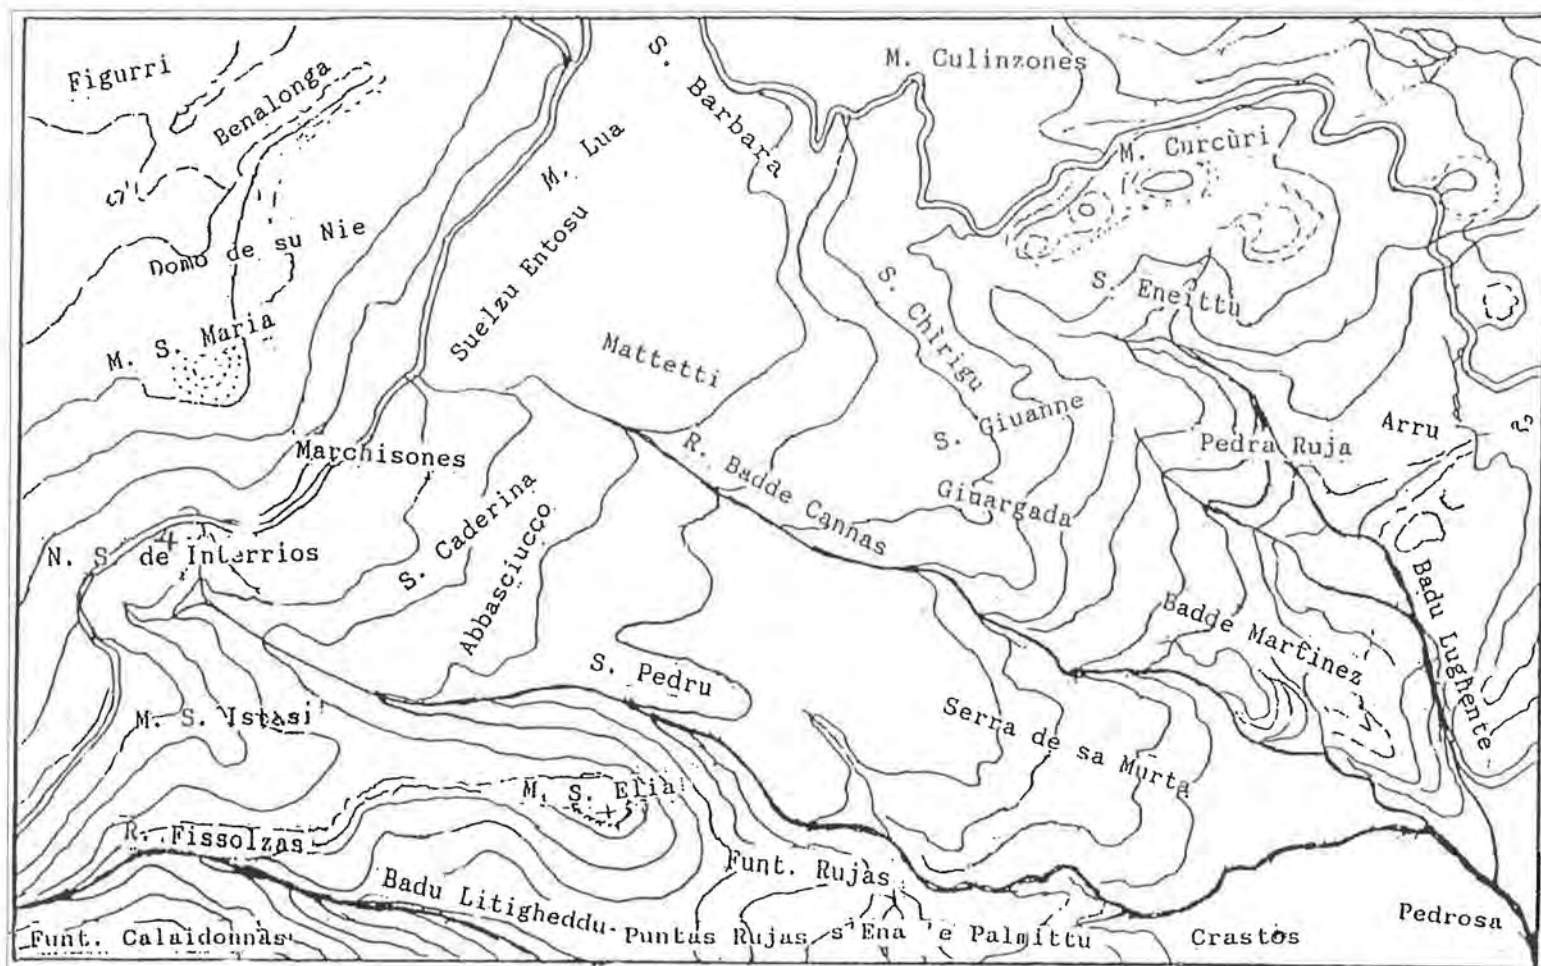 Figurri
Benalonga
Domo de su Nie
M. S. Maria
M. Lua
S. Barbara
M. Culinzones
M. Curcùri
Suelzu Entosu
Mattetti
S. Chirigu
S. Giuanne
S. Eneittu
Marchisones
R. Badde Cannas
Giuargada
Pedra Ruja
Arru
N. S. de Interrios
S. Caderina
Abbasciucco
Badde Martinez
Badu Lughente
M. S. Istasi
S. Pedru
Serra de sa Murta
M. S. Elia
R. Fissolzas
Badu Litigheddu
Funt. Rujas
Funt. Calaidonnas
Puntas Rujas
s'Ena 'e Palmittu
Crastos
Pedrosa